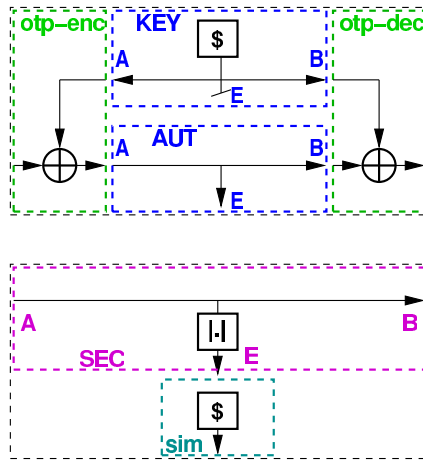 otp-enc KEY otp-dec
$
A B
E
AUT
A B
E
A B
|·|
SEC E
$
sim